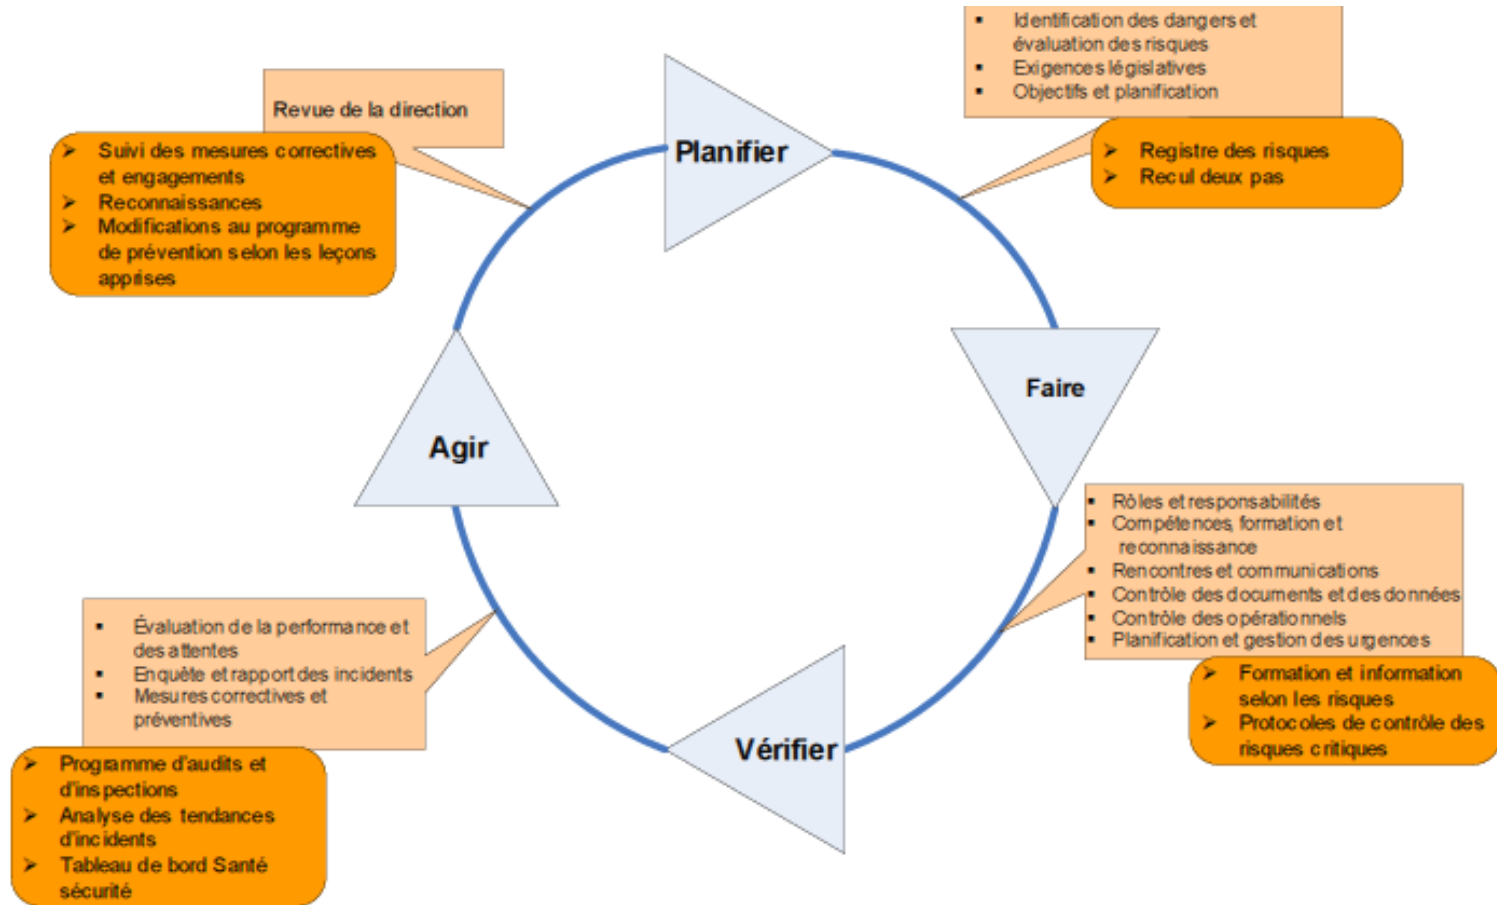 ▪ Identification des dangers et
évaluation des risques
▪ Exigences législatives
▪ Objectifs et planification
➢ Registre des risques
➢ Recul deux pas
Revue de la direction
➢ Suivi des mesures correctives
et engagements
➢ Reconnaissances
➢ Modifications au programme
de prévention selon les leçons
apprises
Planifier
Faire
Agir
Vérifier
▪ Rôles et responsabilités
▪ Compétences, formation et
reconnaissance
▪ Rencontres et communications
▪ Contrôle des documents et des données
▪ Contrôle des opérationnels
▪ Planification et gestion des urgences
➢ Formation et information
selon les risques
➢ Protocoles de contrôle des
risques critiques
▪ Évaluation de la performance et
des attentes
▪ Enquête et rapport des incidents
▪ Mesures correctives et
préventives
➢ Programme d'audits et
d'inspections
➢ Analyse des tendances
d'incidents
➢ Tableau de bord Santé
sécurité